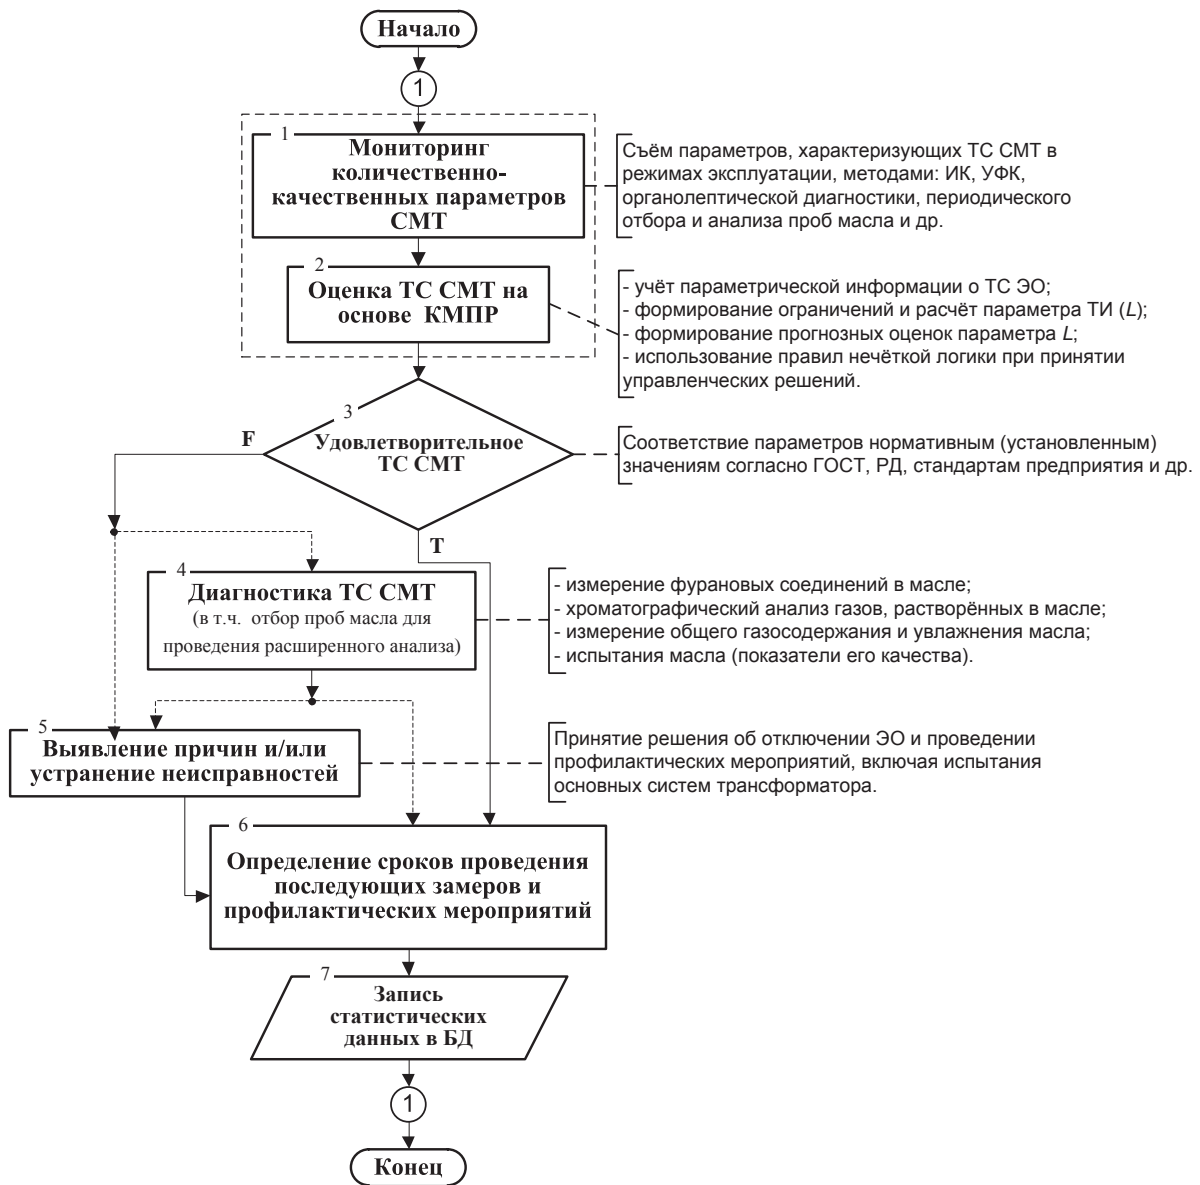 Начало
1
1
Мониторинг
количественно-
качественных параметров
СМТ
Съём параметров, характеризующих ТС СМТ в
режимах эксплуатации, методами: ИК, УФК,
органолептической диагностики, периодического
отбора и анализа проб масла и др.
2
Оценка ТС СМТ на
основе КМПР
- учёт параметрической информации о ТС ЭО;
- формирование ограничений и расчёт параметра ТИ (L);
- формирование прогнозных оценок параметра L;
- использование правил нечёткой логики при принятии
управленческих решений.
3
F
Удовлетворительное
ТС СМТ
Соответствие параметров нормативным (установленным)
значениям согласно ГОСТ, РД, стандартам предприятия и др.
T
4
Диагностика ТС СМТ
(в т.ч. отбор проб масла для
проведения расширенного анализа)
- измерение фурановых соединений в масле;
- хроматографический анализ газов, растворённых в масле;
- измерение общего газосодержания и увлажнения масла;
- испытания масла (показатели его качества).
5
Выявление причин и/или
устранение неисправностей
Принятие решения об отключении ЭО и проведении
профилактических мероприятий, включая испытания
основных систем трансформатора.
6
Определение сроков проведения
последующих замеров и
профилактических мероприятий
7
Запись
статистических
данных в БД
1
Конец